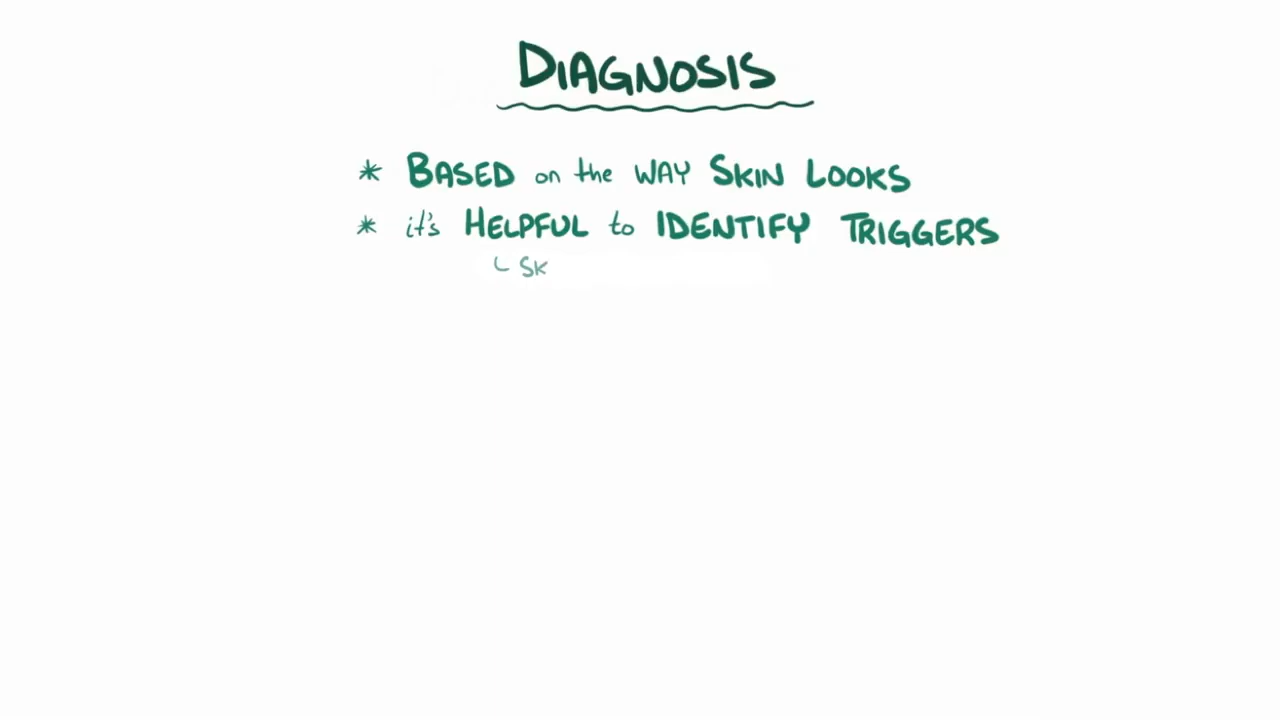 DIAGNOSIS
* BASED on the WAY SKIN LOOKS
* it's HELPFUL to IDENTIFY TRIGGERS
└ SK